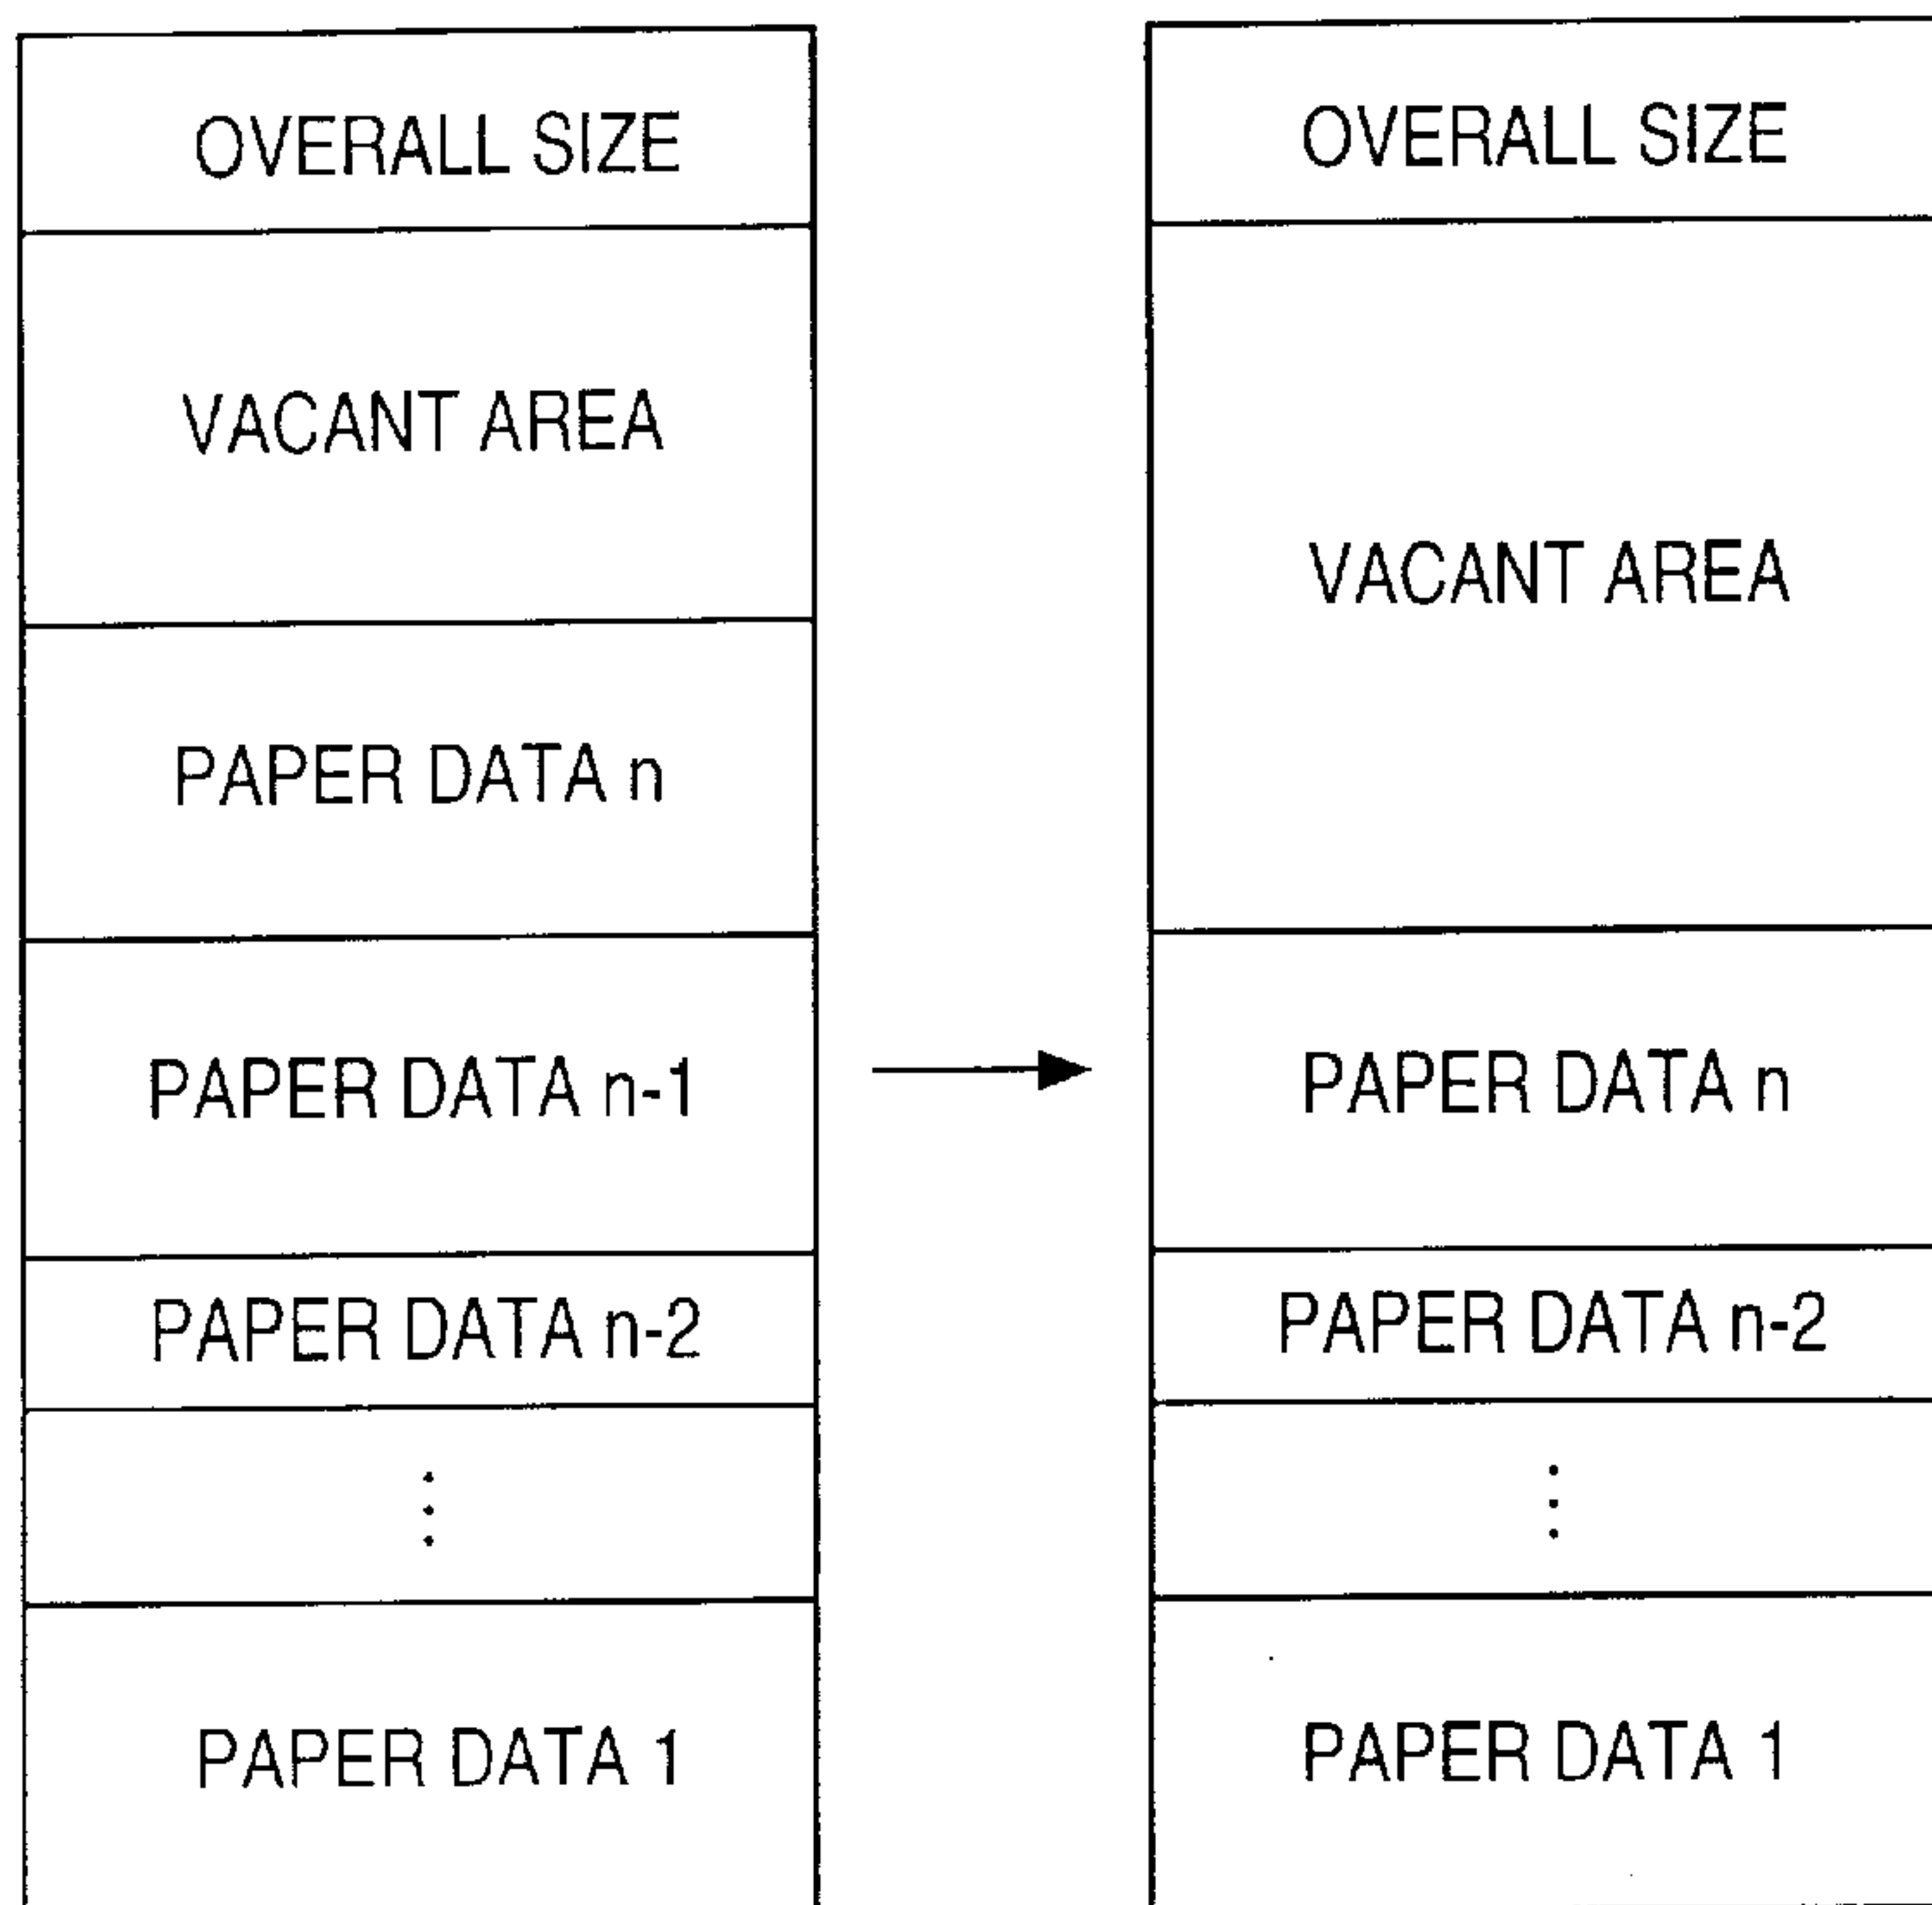 OVERALL SIZE
VACANT AREA
PAPER DATA n
PAPER DATA n-1
PAPER DATA n-2
PAPER DATA 1
OVERALL SIZE
VACANT AREA
PAPER DATA n
PAPER DATA n-2
PAPER DATA 1